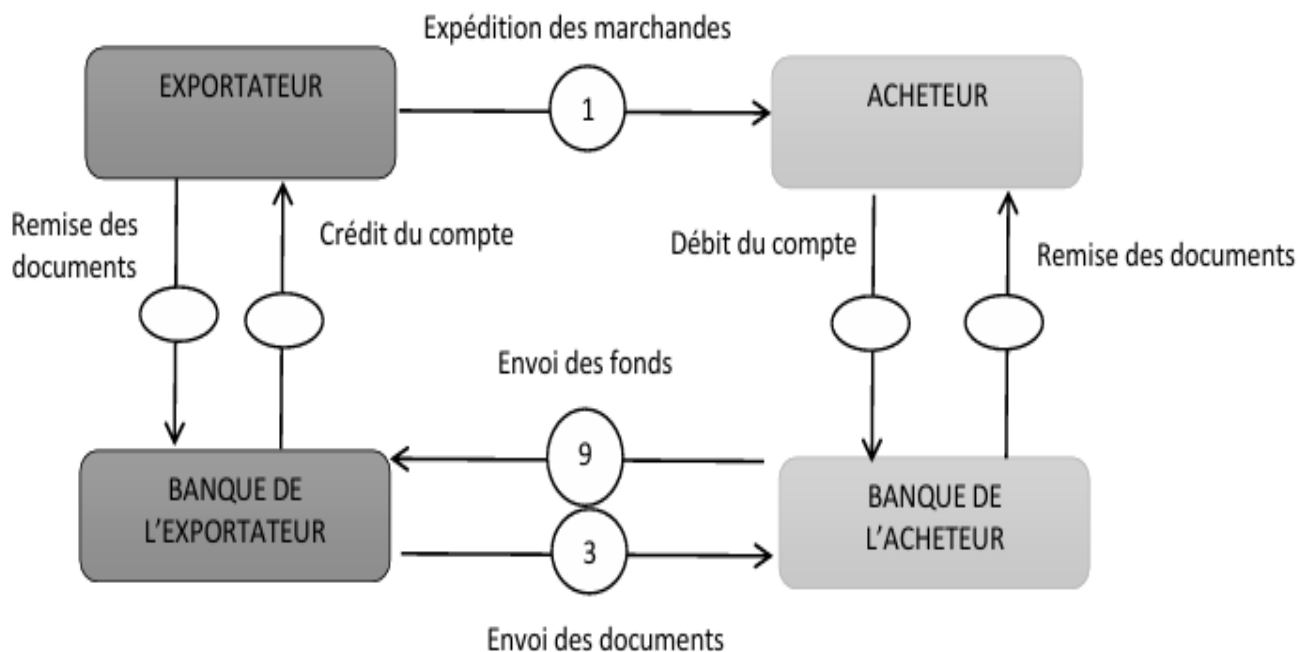 Expédition des marchandes
EXPORTATEUR
1
ACHETEUR
Remise des
documents
Crédit du compte
Débit du compte
Remise des documents
Envoi des fonds
9
BANQUE DE
L’EXPORTATEUR
BANQUE DE
L’ACHETEUR
3
Envoi des documents